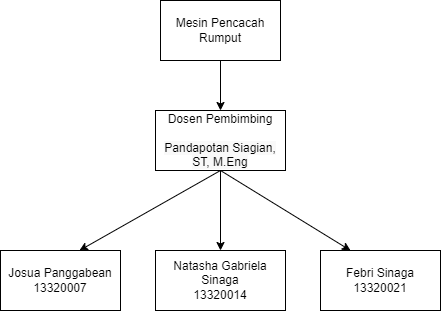 Mesin Pencacah
Rumput
Dosen Pembimbing
Pandapotan Siagian,
ST, M.Eng
Josua Panggabean
13320007
Natasha Gabriela
Sinaga
13320014
Febri Sinaga
13320021